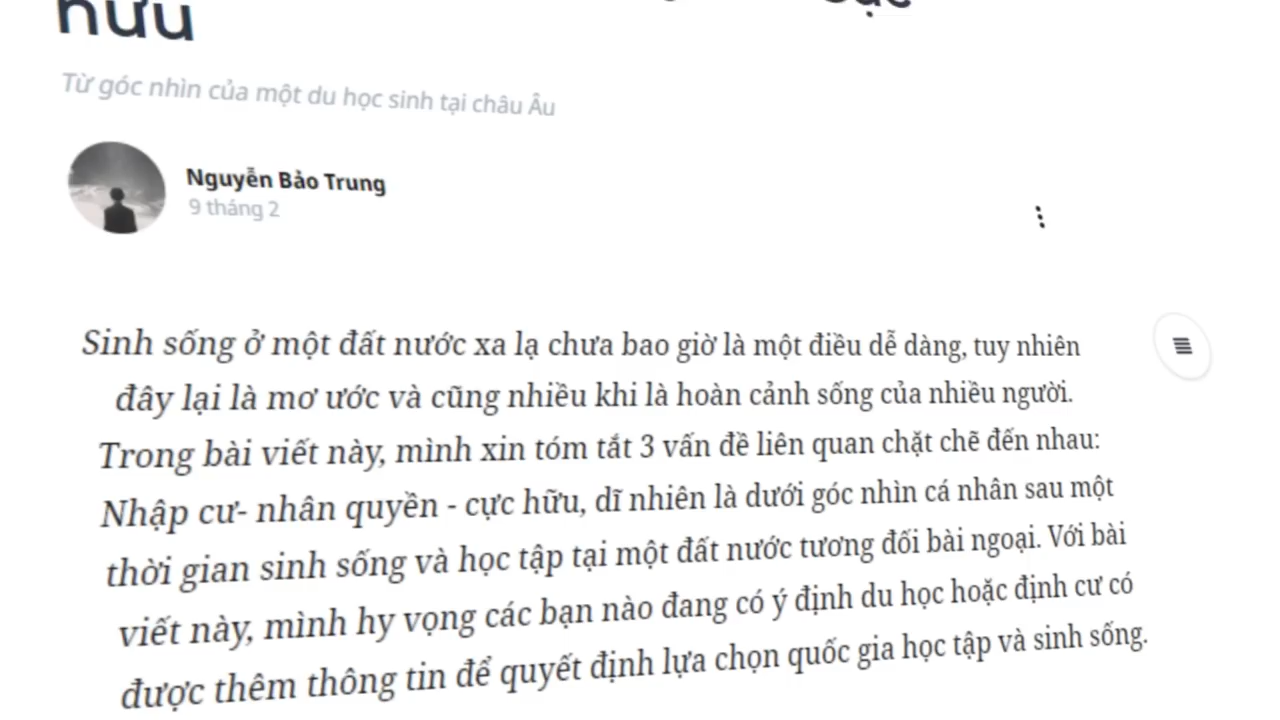 hữu
Từ góc nhìn của một du học sinh tại châu Âu
Nguyễn Bảo Trung
9 tháng 2
Sinh sống ở một đất nước xa lạ chưa bao giờ là một điều dễ dàng, tuy nhiên
đây lại là mơ ước và cũng nhiều khi là hoàn cảnh sống của nhiều người.
Trong bài viết này, mình xin tóm tắt 3 vấn đề liên quan chặt chẽ đến nhau:
Nhập cư- nhân quyền - cực hữu, dĩ nhiên là dưới góc nhìn cá nhân sau một
thời gian sinh sống và học tập tại một đất nước tương đối bài ngoại. Với bài
viết này, mình hy vọng các bạn nào đang có ý định du học hoặc định cư có
được thêm thông tin để quyết định lựa chọn quốc gia học tập và sinh sống.